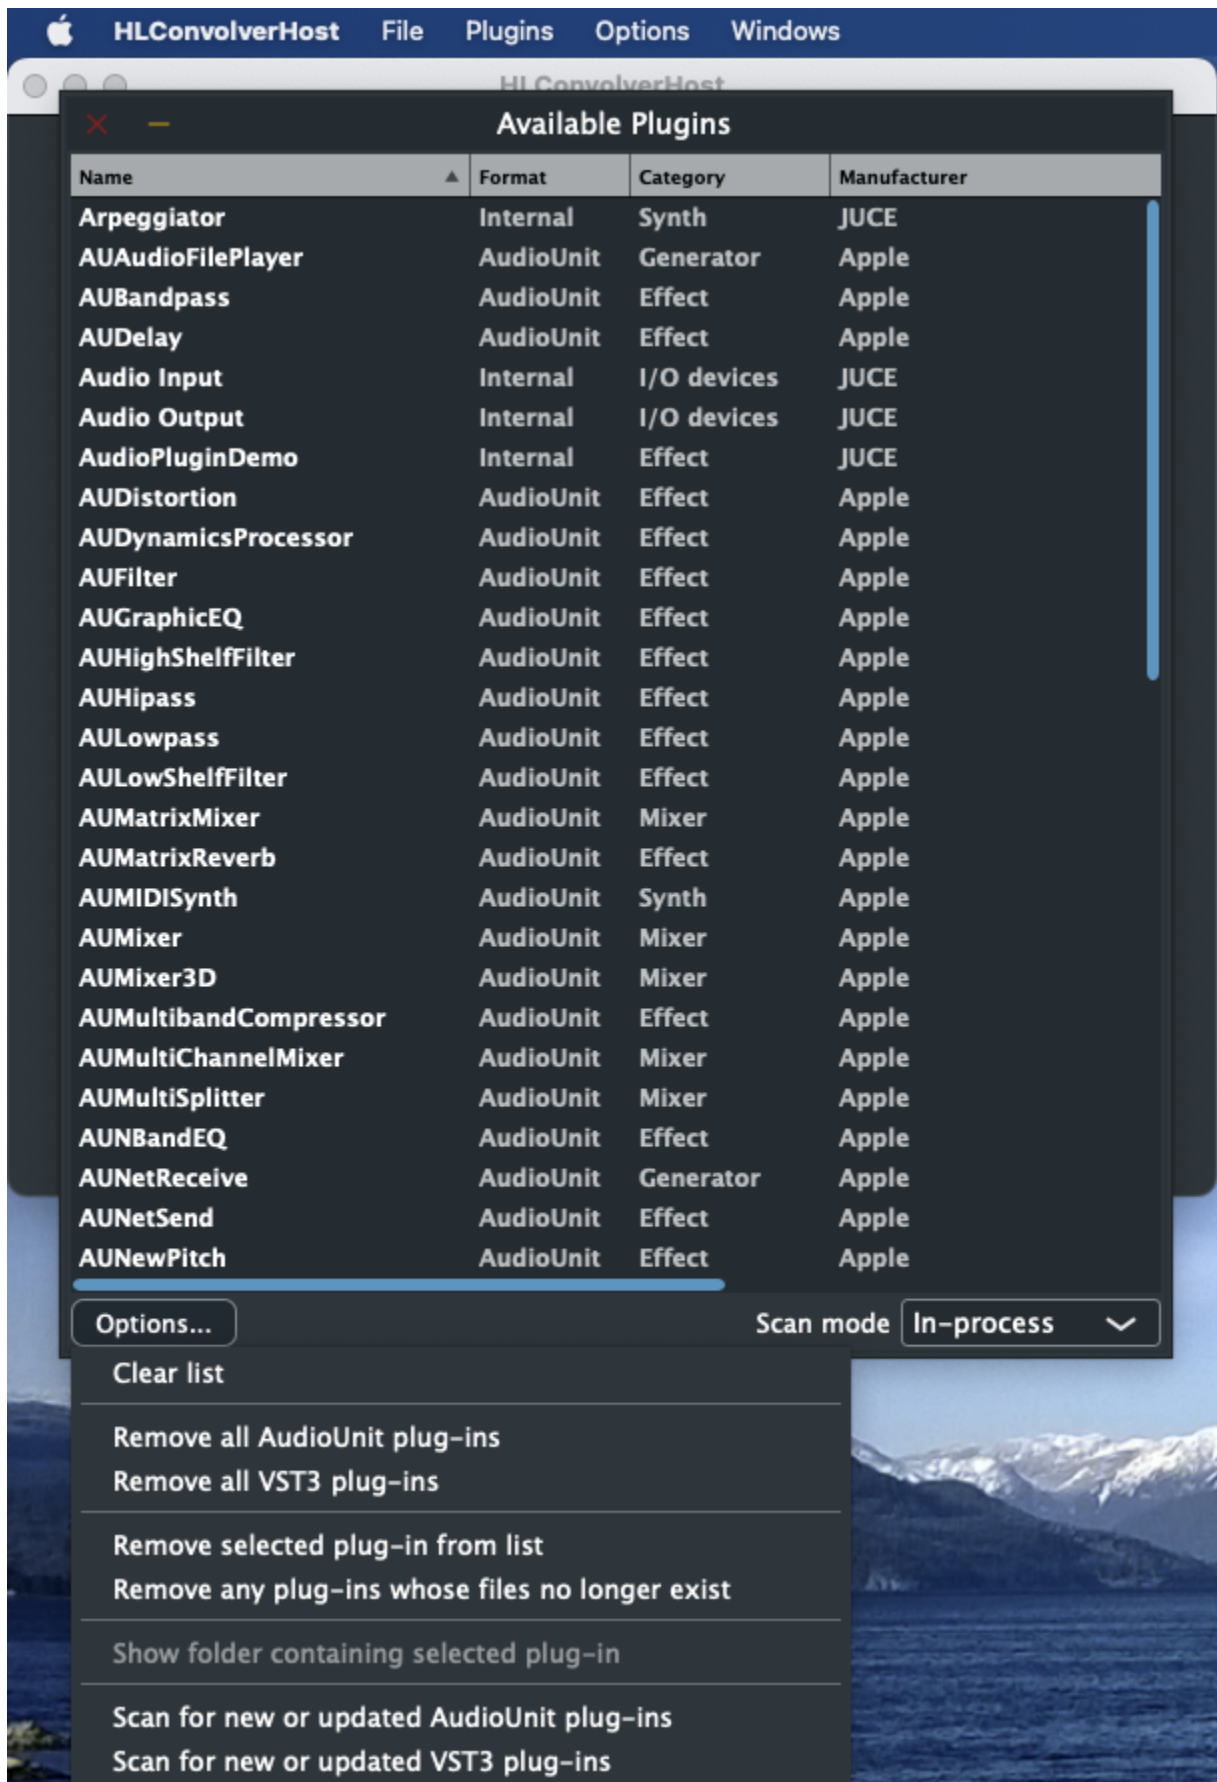 HLConvolverHost File Plugins Options Windows
HLConvolverHost
Available Plugins
Name Format Category Manufacturer
Arpeggiator Internal Synth JUCE
AUAudioFilePlayer AudioUnit Generator Apple
AUBandpass AudioUnit Effect Apple
AUDelay AudioUnit Effect Apple
Audio Input Internal I/O devices JUCE
Audio Output Internal I/O devices JUCE
AudioPluginDemo Internal Effect JUCE
AUDistortion AudioUnit Effect Apple
AUDynamicsProcessor AudioUnit Effect Apple
AUFilter AudioUnit Effect Apple
AUGraphicEQ AudioUnit Effect Apple
AUHighShelfFilter AudioUnit Effect Apple
AUHipass AudioUnit Effect Apple
AULowpass AudioUnit Effect Apple
AULowShelfFilter AudioUnit Effect Apple
AUMatrixMixer AudioUnit Mixer Apple
AUMatrixReverb AudioUnit Effect Apple
AUMIDISynth AudioUnit Synth Apple
AUMixer AudioUnit Mixer Apple
AUMixer3D AudioUnit Mixer Apple
AUMultibandCompressor AudioUnit Effect Apple
AUMultiChannelMixer AudioUnit Mixer Apple
AUMultiSplitter AudioUnit Mixer Apple
AUNBandEQ AudioUnit Effect Apple
AUNetReceive AudioUnit Generator Apple
AUNetSend AudioUnit Effect Apple
AUNewPitch AudioUnit Effect Apple
Options... Scan mode In-process
Clear list
Remove all AudioUnit plug-ins
Remove all VST3 plug-ins
Remove selected plug-in from list
Remove any plug-ins whose files no longer exist
Show folder containing selected plug-in
Scan for new or updated AudioUnit plug-ins
Scan for new or updated VST3 plug-ins